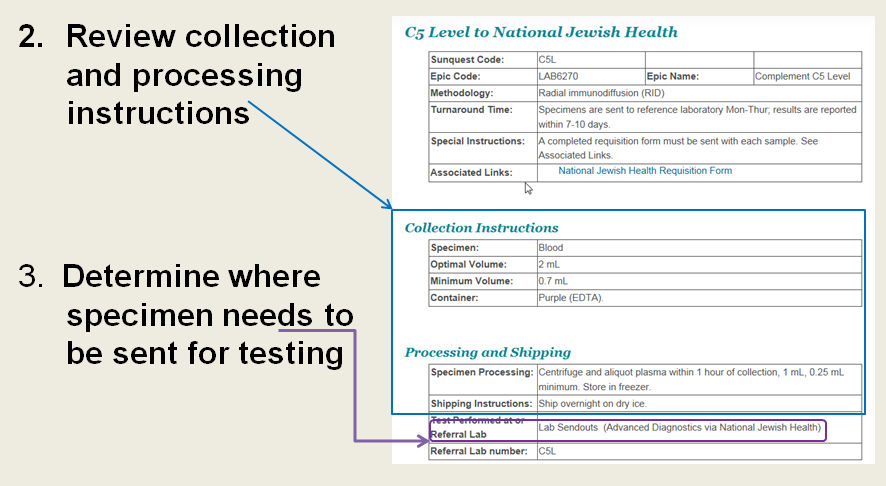 2. Review collection
and processing
instructions
3. Determine where
specimen needs to
be sent for testing
C5 Level to National Jewish Health
Sunquest Code: C5L
Epic Code: LAB6270 Epic Name: Complement C5 Level
Methodology: Radial immunodiffusion (RID)
Turnaround Time: Specimens are sent to reference laboratory Mon-Thur; results are reported
within 7-10 days.
Special Instructions: A completed requisition form must be sent with each sample. See
Associated Links.
Associated Links: National Jewish Health Requisition Form
Collection Instructions
Specimen: Blood
Optimal Volume: 2 mL
Minimum Volume: 0.7 mL
Container: Purple (EDTA).
Processing and Shipping
Specimen Processing: Centrifuge and aliquot plasma within 1 hour of collection, 1 mL, 0.25 mL
minimum. Store in freezer.
Shipping Instructions: Ship overnight on dry ice.
Test Performed at or
Referral Lab Lab Sendouts (Advanced Diagnostics via National Jewish Health)
Referral Lab number: C5L